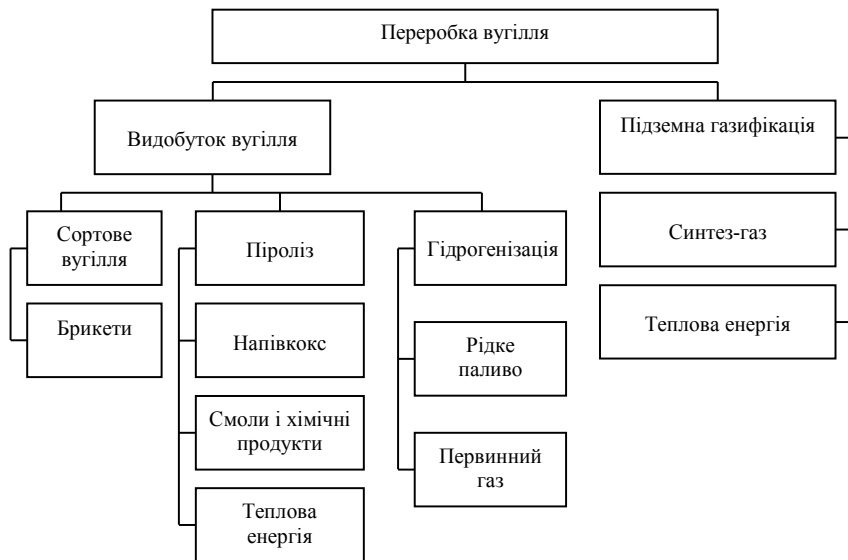 Переробка вугілля
Видобуток вугілля
Підземна газифікація
Сортове
вугілля
Піроліз
Гідрогенізація
Синтез-газ
Брикети
Напівкокс
Рідке
паливо
Теплова енергія
Смоли і хімічні
продукти
Первинний
газ
Теплова
енергія